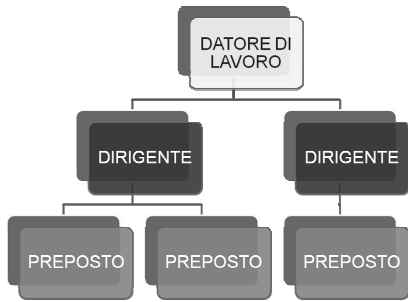 DATORE DI
LAVORO
DIRIGENTE
DIRIGENTE
PREPOSTO
PREPOSTO
PREPOSTO